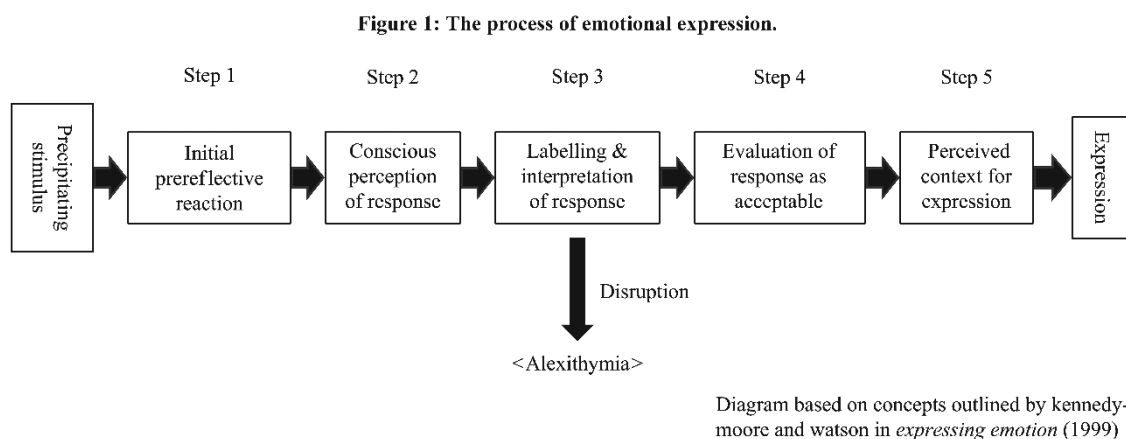 Figure 1: The process of emotional expression.
Step 1
Step 2
Step 3
Step 4
Step 5
Precipitating
stimulus
Initial
prereflective
reaction
Conscious
perception
of response
Labelling &
interpretation
of response
Evaluation of
response as
acceptable
Perceived
context for
expression
Expression
Disruption
<Alexithymia>
Diagram based on concepts outlined by kennedy-
moore and watson in expressing emotion (1999)